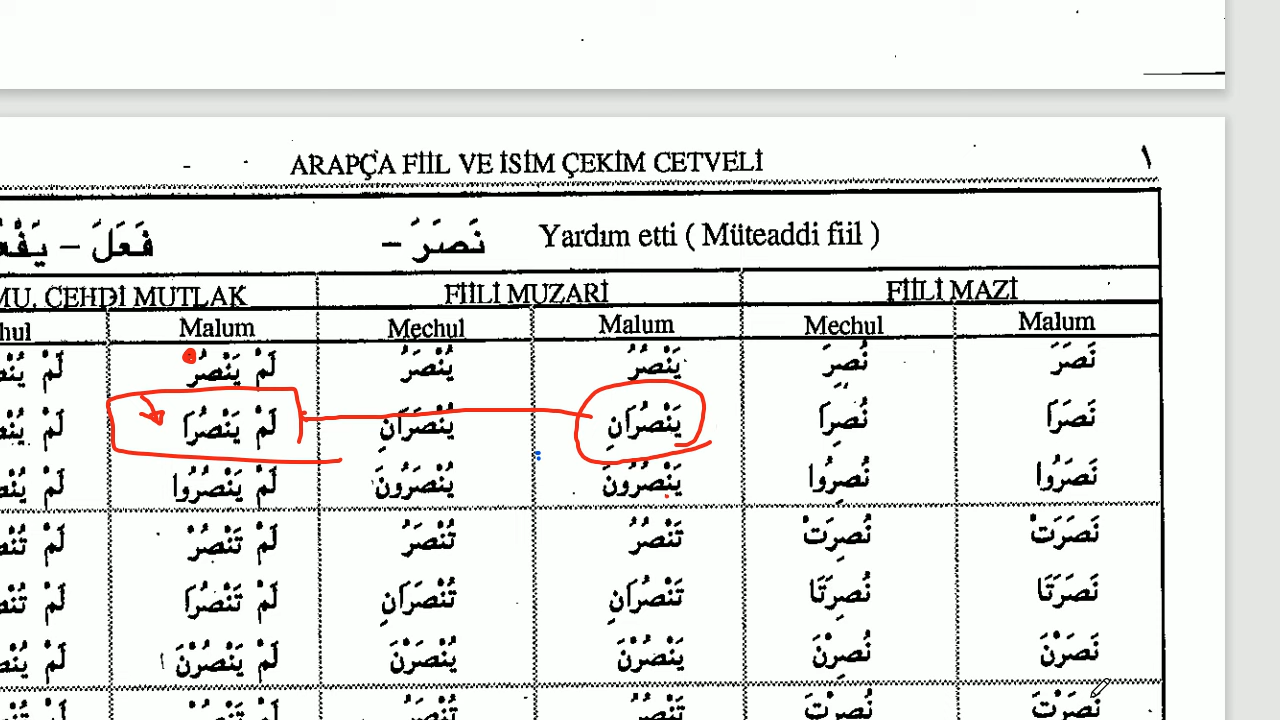 ARAPÇA FİİL VE İSİM ÇEKİM CETVELİ ١
Yardım etti ( Müteaddi fiil ) نَصَرَ – فَعَلَ –
FİİLİ MAZİ FİİLİ MUZARİ CEHDİ MUTLAK
Malum Mechul Malum Mechul Malum
نَصَرَ نُصِرَ يَنْصُرُ يُنْصَرُ لَمْ يَنْصُرْ لَمْ
نَصَرَا نُصِرَا يَنْصُرَانِ يُنْصَرَانِ لَمْ يَنْصُرَا لَمْ
نَصَرُوا نُصِرُوا يَنْصُرُونَ يُنْصَرُونَ لَمْ يَنْصُرُوا لَمْ
نَصَرَتْ نُصِرَتْ تَنْصُرُ تُنْصَرُ لَمْ تَنْصُرْ لَمْ
نَصَرَتَا نُصِرَتَا تَنْصُرَانِ تُنْصَرَانِ لَمْ تَنْصُرَا لَمْ
نَصَرْنَ نُصِرْنَ يَنْصُرْنَ يُنْصَرْنَ لَمْ يَنْصُرْنَ لَمْ
نَصَرْتَ نُصِرْتَ